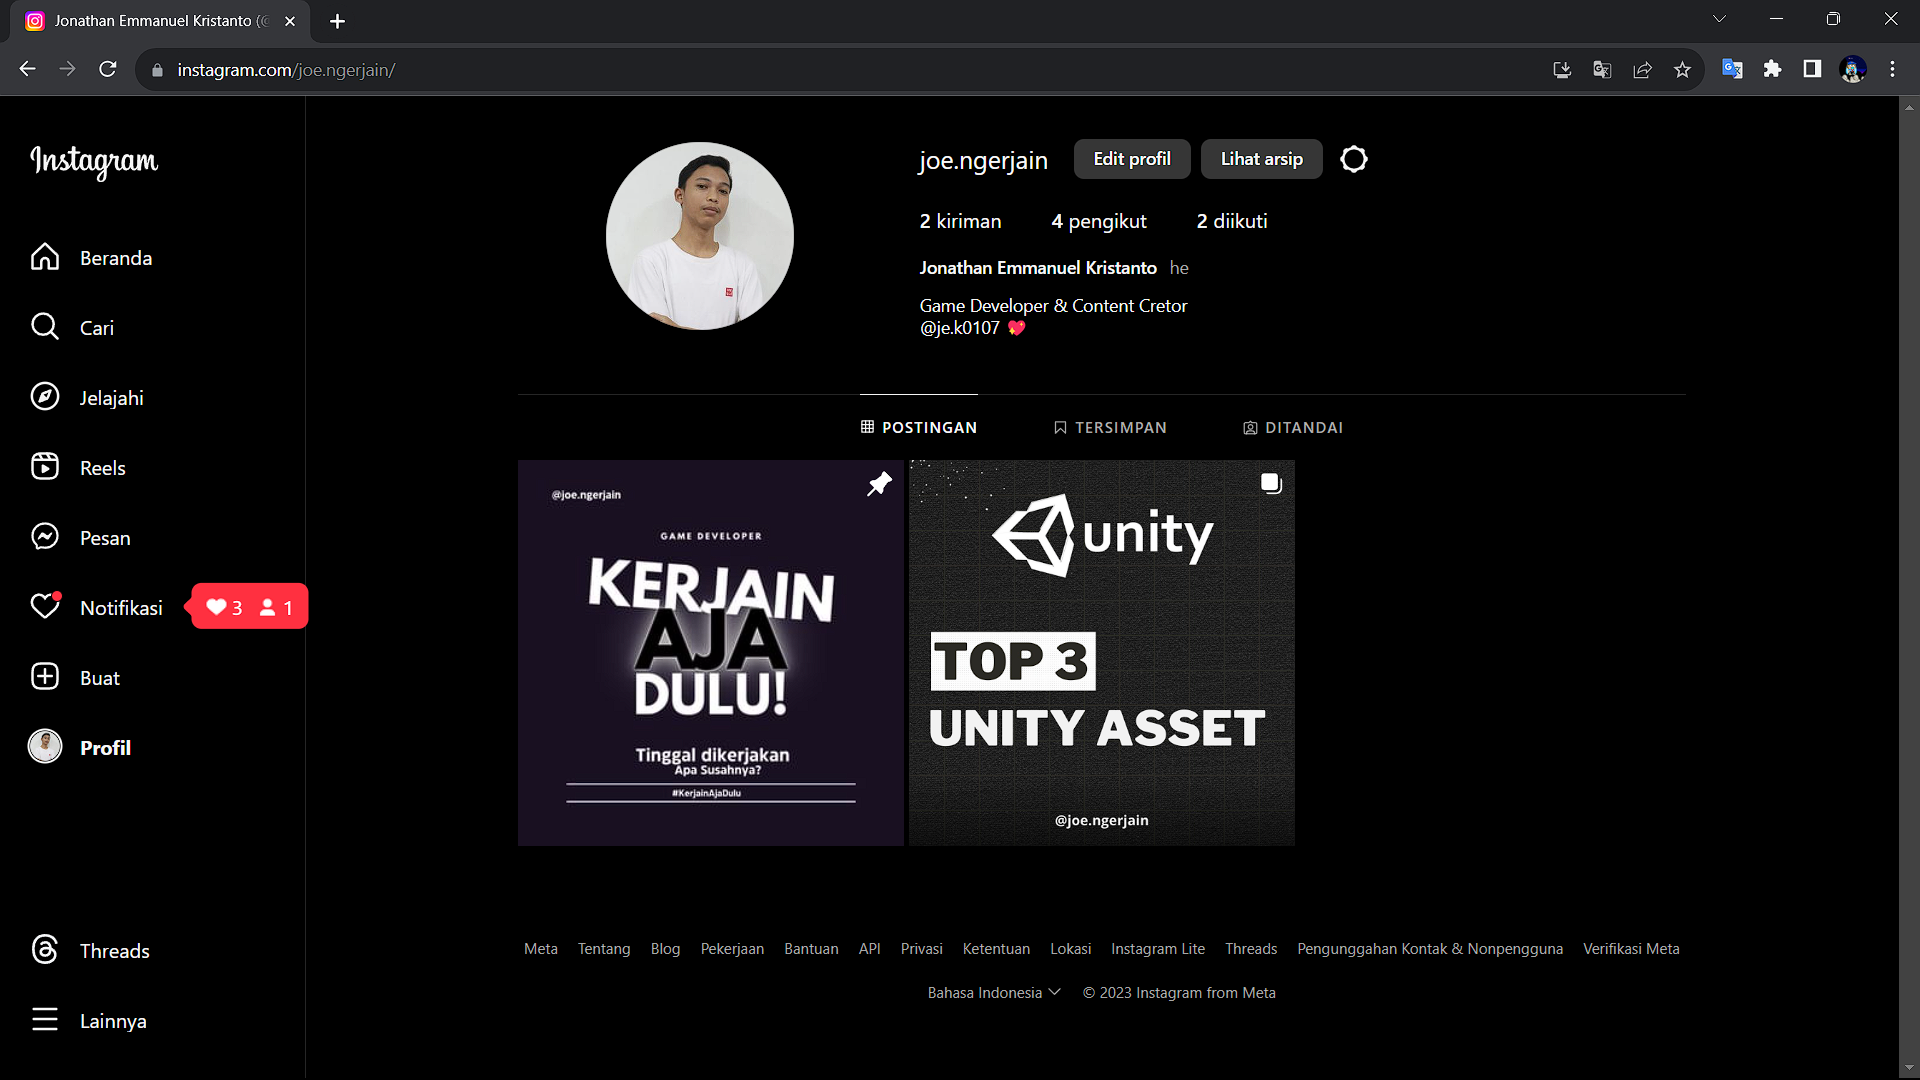 Jonathan Emmanuel Kristanto (@
instagram.com/joe.ngerjain/
Instagram
Beranda
Cari
Jelajahi
Reels
Pesan
Notifikasi
3 1
Buat
Profil
Threads
Lainnya
joe.ngerjain
Edit profil
Lihat arsip
2 kiriman
4 pengikut
2 diikuti
Jonathan Emmanuel Kristanto he
Game Developer & Content Cretor
@je.k0107 💖
POSTINGAN
TERSIMPAN
DITANDAI
@joe.ngerjain
GAME DEVELOPER
KERJAIN
AJA
DULU!
Tinggal dikerjakan
Apa Susahnya?
#KerjainAjaDulu
unity
TOP 3
UNITY ASSET
@joe.ngerjain
Meta Tentang Blog Pekerjaan Bantuan API Privasi Ketentuan Lokasi Instagram Lite Threads Pengunggahan Kontak & Nonpengguna Verifikasi Meta
Bahasa Indonesia © 2023 Instagram from Meta